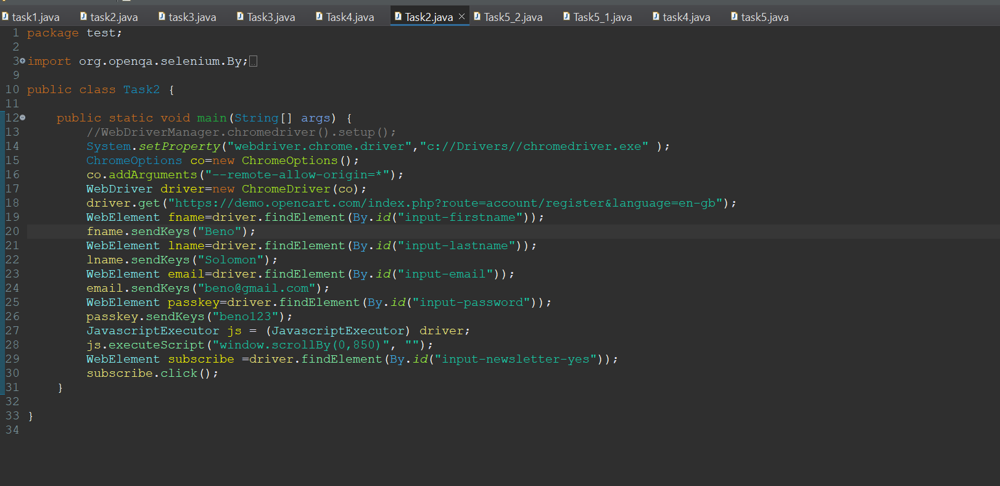 task1.java task2.java task3.java Task3.java Task4.java Task2.java Task5_2.java Task5_1.java task4.java task5.java
1 package test;
2
3 import org.openqa.selenium.By;
9
10 public class Task2 {
11
12     public static void main(String[] args) {
13         //WebDriverManager.chromedriver().setup();
14         System.setProperty("webdriver.chrome.driver","c://Drivers//chromedriver.exe" );
15         ChromeOptions co=new ChromeOptions();
16         co.addArguments("--remote-allow-origin=*");
17         WebDriver driver=new ChromeDriver(co);
18         driver.get("https://demo.opencart.com/index.php?route=account/register&language=en-gb");
19         WebElement fname=driver.findElement(By.id("input-firstname"));
20         fname.sendKeys("Beno");
21         WebElement lname=driver.findElement(By.id("input-lastname"));
22         lname.sendKeys("Solomon");
23         WebElement email=driver.findElement(By.id("input-email"));
24         email.sendKeys("beno@gmail.com");
25         WebElement passkey=driver.findElement(By.id("input-password"));
26         passkey.sendKeys("beno123");
27         JavascriptExecutor js = (JavascriptExecutor) driver;
28         js.executeScript("window.scrollBy(0,850)", "");
29         WebElement subscribe =driver.findElement(By.id("input-newsletter-yes"));
30         subscribe.click();
31     }
32
33 }
34